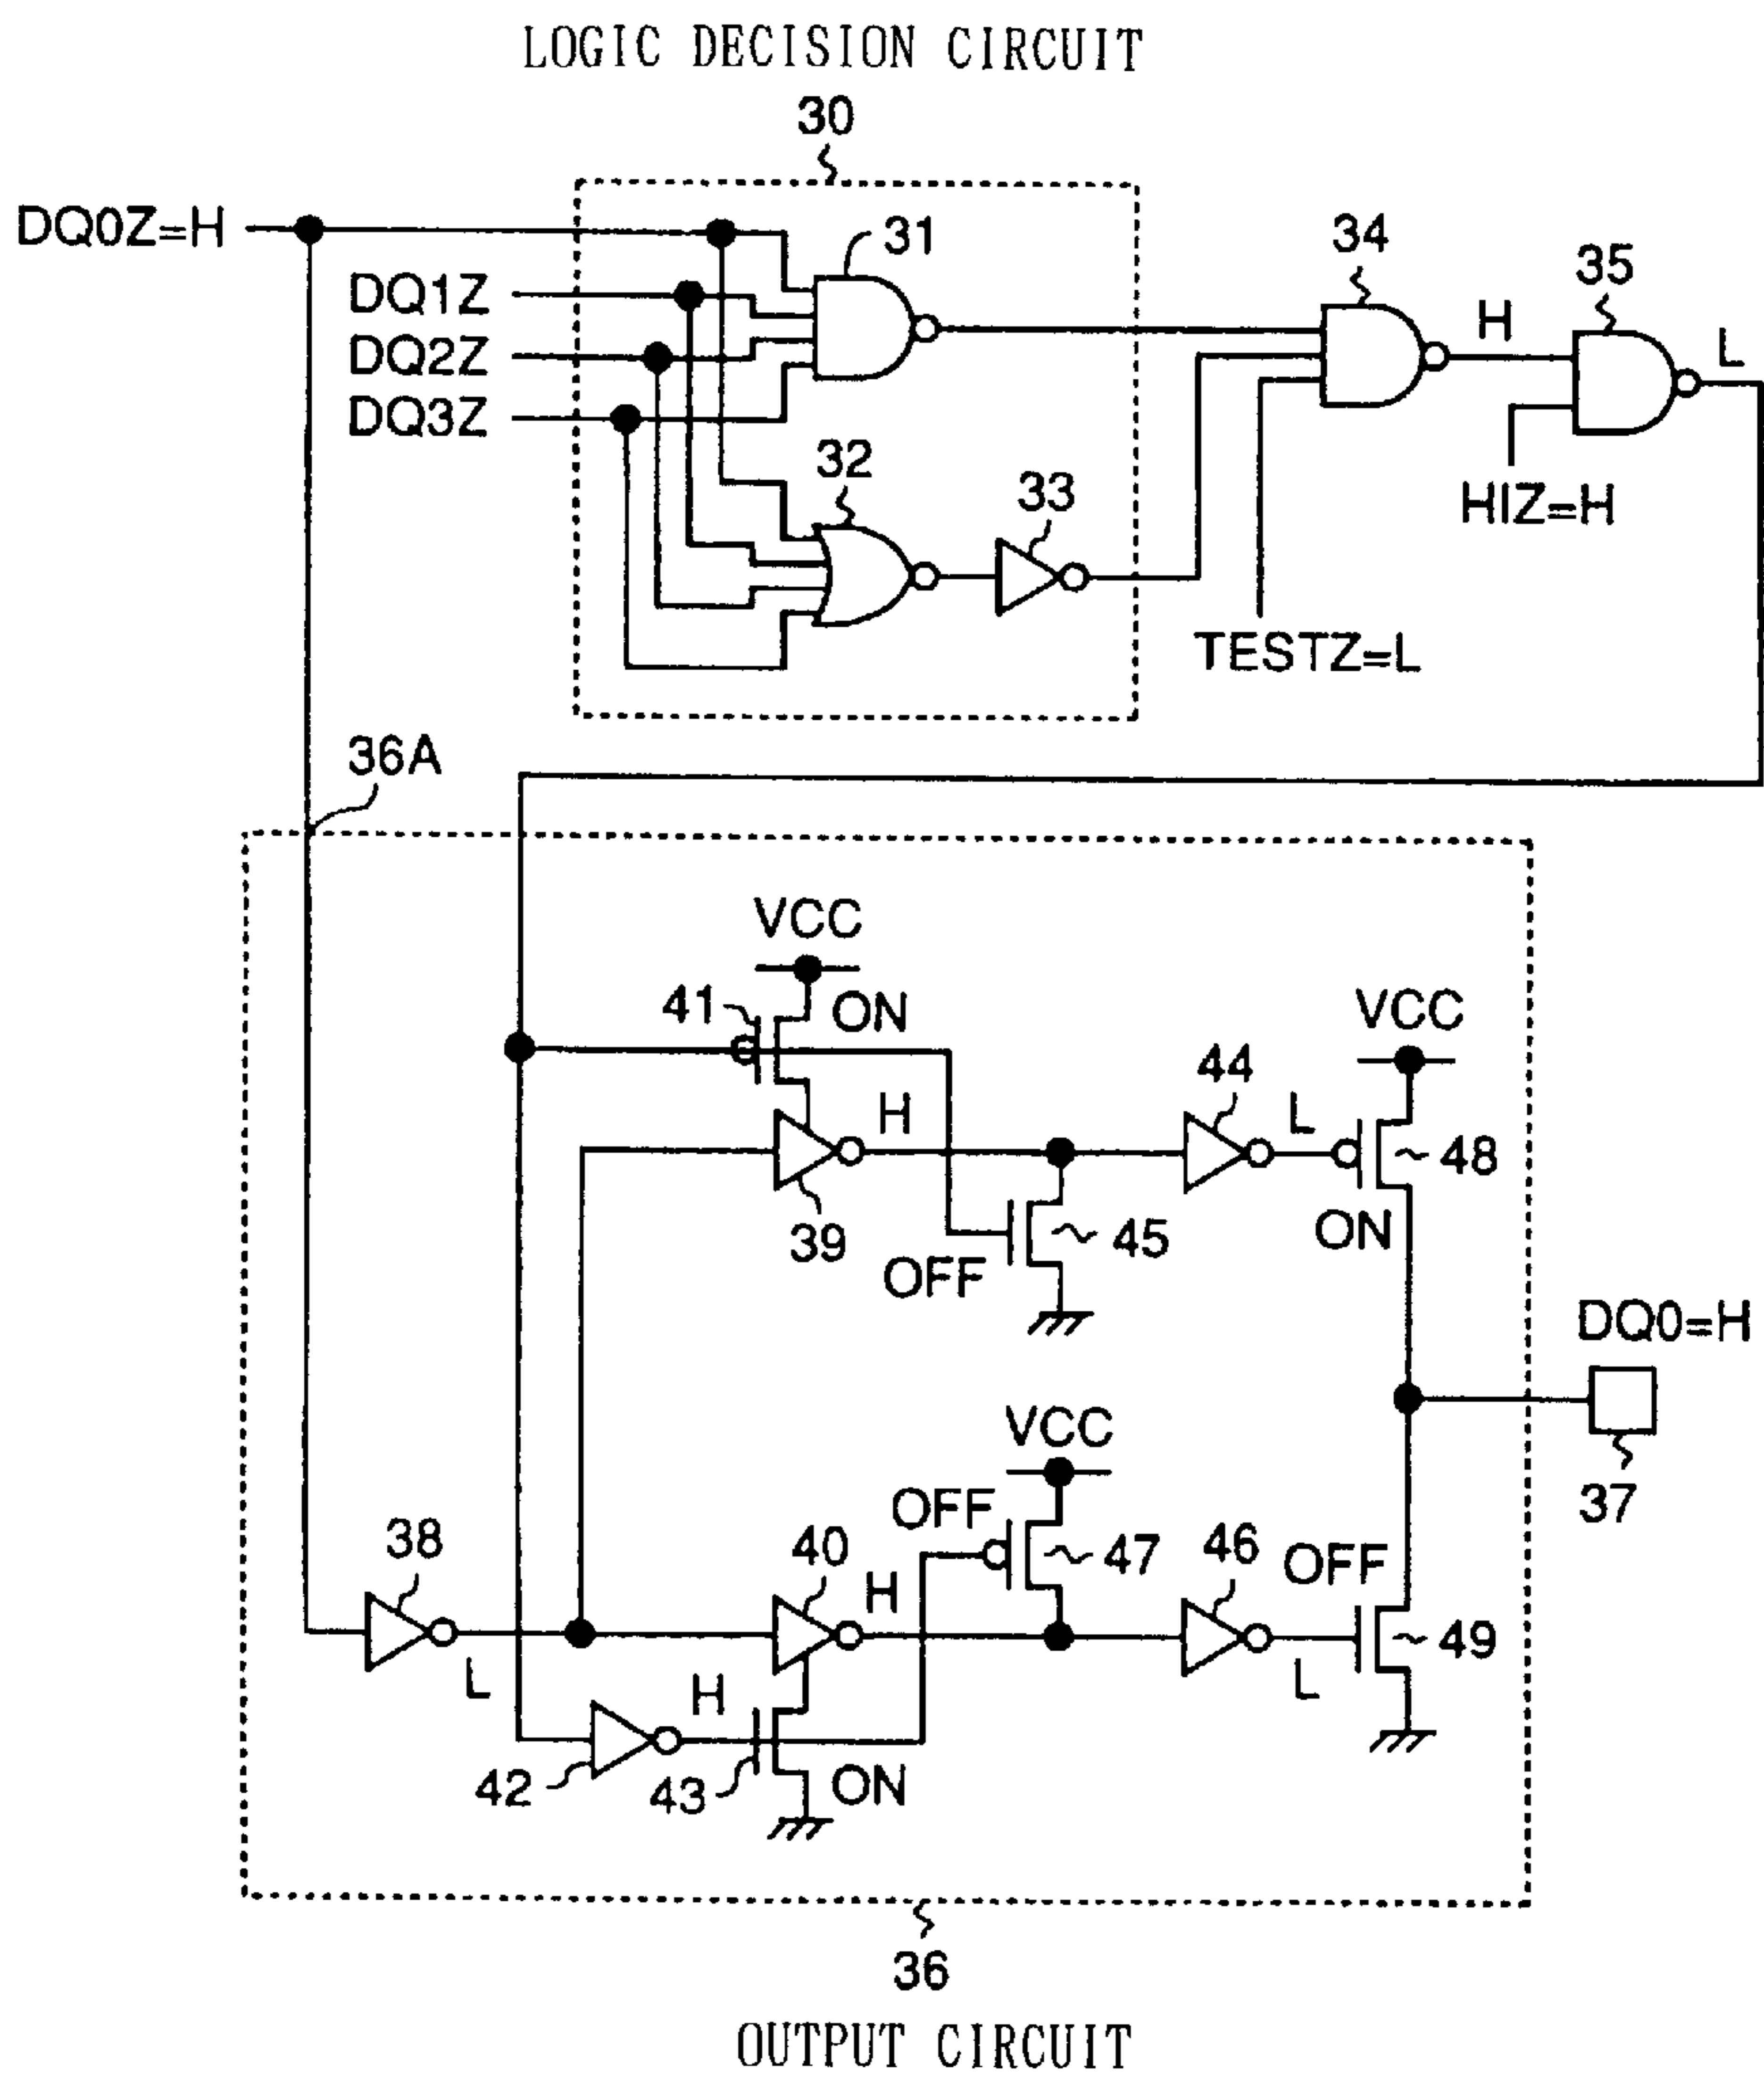 LOGIC DECISION CIRCUIT
30
DQ0Z=H
31
DQ1Z
DQ2Z
DQ3Z
34
H
35
L
32
33
HIZ=H
TESTZ=L
36A
VCC
41
ON
VCC
H
44
L
48
39
OFF
45
ON
DQ0=H
37
VCC
OFF
47
38
40
H
46
OFF
49
L
H
L
42
43
ON
36
OUTPUT CIRCUIT